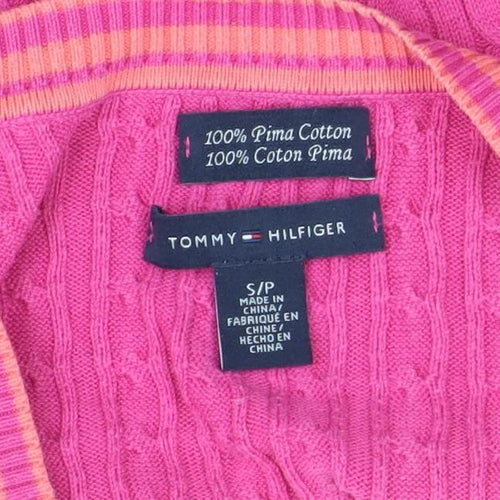 100% Pima Cotton
100% Coton Pima
TOMMY HILFIGER
S/P
MADE IN
CHINA/
FABRIQUÉ EN
CHINE/
HECHO EN
CHINA